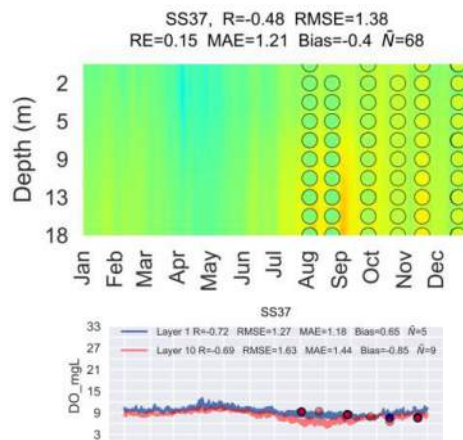 SS37, R=-0.48 RMSE=1.38
RE=0.15 MAE=1.21 Bias=-0.4 N̄=68
Depth (m)
2
5
7
9
11
13
18
Jan
Feb
Mar
Apr
May
Jun
Jul
Aug
Sep
Oct
Nov
Dec
SS37
Layer 1 R=-0.72 RMSE=1.27 MAE=1.18 Bias=0.65 N̄=5
Layer 10 R=-0.69 RMSE=1.63 MAE=1.44 Bias=-0.85 N̄=9
DO_mgL
33
27
21
15
9
3